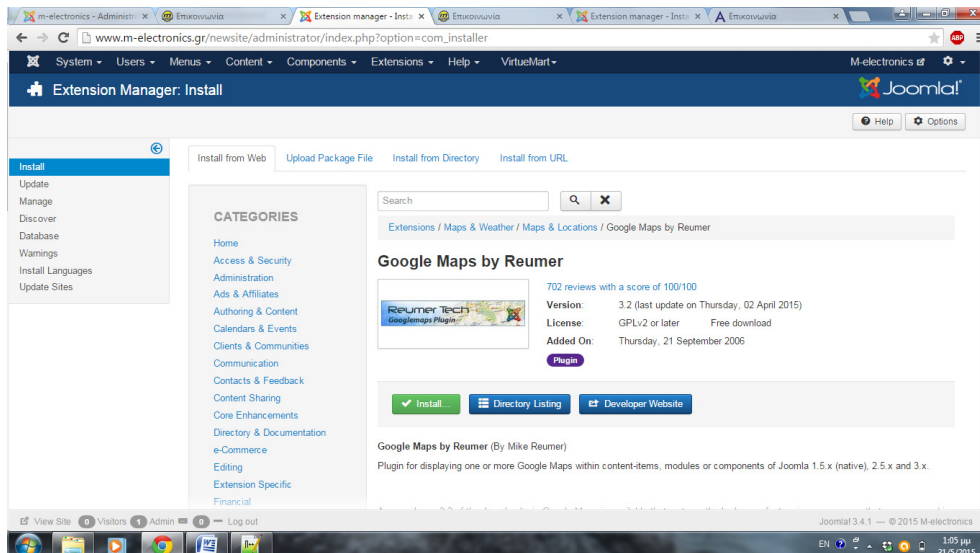 m-electronics - Administr
Επικοινωνία
Extension manager - Insta
Επικοινωνία
Extension manager - Insta
Επικοινωνία
www.m-electronics.gr/newsite/administrator/index.php?option=com_installer
ABP
System Users Menus Content Components Extensions Help VirtueMart
M-electronics
Extension Manager: Install
Joomla!
Help
Options
Install
Update
Manage
Discover
Database
Warnings
Install Languages
Update Sites
Install from Web
Upload Package File
Install from Directory
Install from URL
CATEGORIES
Home
Access & Security
Administration
Ads & Affiliates
Authoring & Content
Calendars & Events
Clients & Communities
Communication
Contacts & Feedback
Content Sharing
Core Enhancements
Directory & Documentation
e-Commerce
Editing
Extension Specific
Financial
Search
Extensions / Maps & Weather / Maps & Locations / Google Maps by Reumer
Google Maps by Reumer
Reumer Tech
Googlemaps Plugin
702 reviews with a score of 100/100
Version: 3.2 (last update on Thursday, 02 April 2015)
License: GPLv2 or later Free download
Added On: Thursday, 21 September 2006
Plugin
Install...
Directory Listing
Developer Website
Google Maps by Reumer (By Mike Reumer)
Plugin for displaying one or more Google Maps within content-items, modules or components of Joomla 1.5.x (native), 2.5.x and 3.x.
View Site 0 Visitors 1 Admin 0 Log out
Joomla! 3.4.1 — © 2015 M-electronics
EN
1:05 μμ
31/5/2015